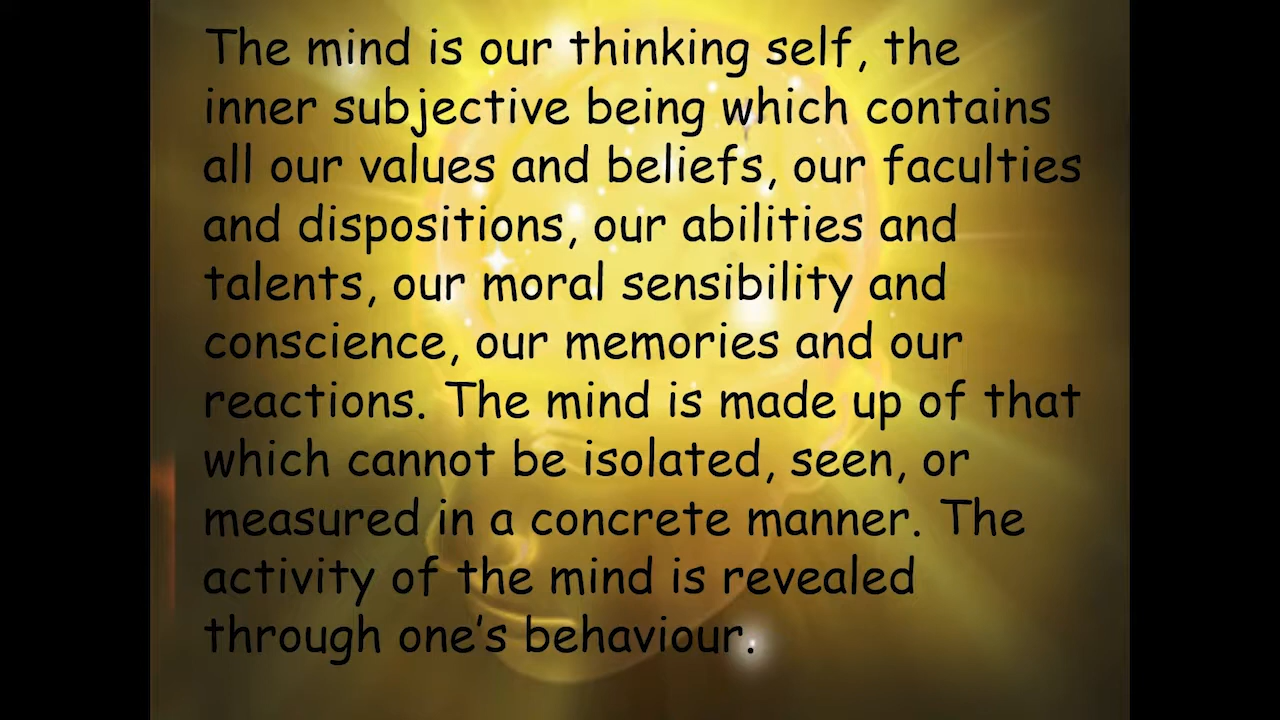 The mind is our thinking self, the
inner subjective being which contains
all our values and beliefs, our faculties
and dispositions, our abilities and
talents, our moral sensibility and
conscience, our memories and our
reactions. The mind is made up of that
which cannot be isolated, seen, or
measured in a concrete manner. The
activity of the mind is revealed
through one’s behaviour.